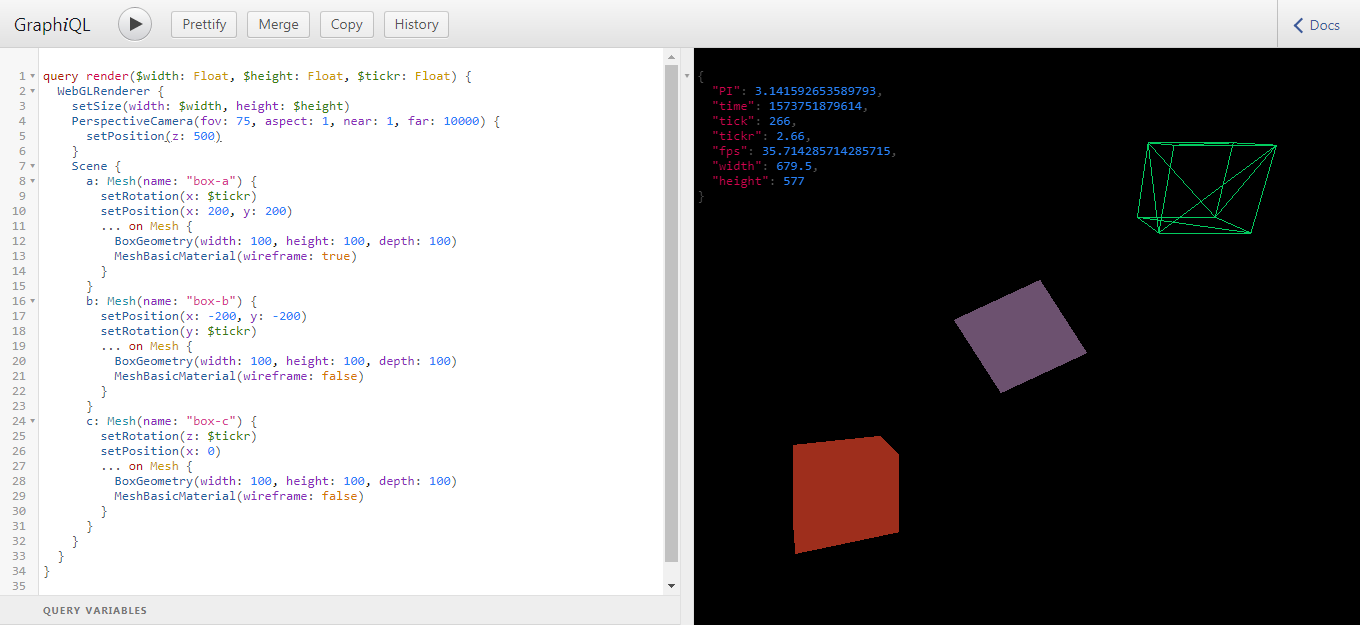 GraphiQL Prettify Merge Copy History Docs
1 query render($width: Float, $height: Float, $tickr: Float) {
2 WebGLRenderer {
3 setSize(width: $width, height: $height)
4 PerspectiveCamera(fov: 75, aspect: 1, near: 1, far: 10000) {
5 setPosition(z: 500)
6 }
7 Scene {
8 a: Mesh(name: "box-a") {
9 setRotation(x: $tickr)
10 setPosition(x: 200, y: 200)
11 ... on Mesh {
12 BoxGeometry(width: 100, height: 100, depth: 100)
13 MeshBasicMaterial(wireframe: true)
14 }
15 }
16 b: Mesh(name: "box-b") {
17 setPosition(x: -200, y: -200)
18 setRotation(y: $tickr)
19 ... on Mesh {
20 BoxGeometry(width: 100, height: 100, depth: 100)
21 MeshBasicMaterial(wireframe: false)
22 }
23 }
24 c: Mesh(name: "box-c") {
25 setRotation(z: $tickr)
26 setPosition(x: 0)
27 ... on Mesh {
28 BoxGeometry(width: 100, height: 100, depth: 100)
29 MeshBasicMaterial(wireframe: false)
30 }
31 }
32 }
33 }
34 }
35
QUERY VARIABLES
{
"PI": 3.141592653589793,
"time": 1573751879614,
"tick": 266,
"tickr": 2.66,
"fps": 35.714285714285715,
"width": 679.5,
"height": 577
}